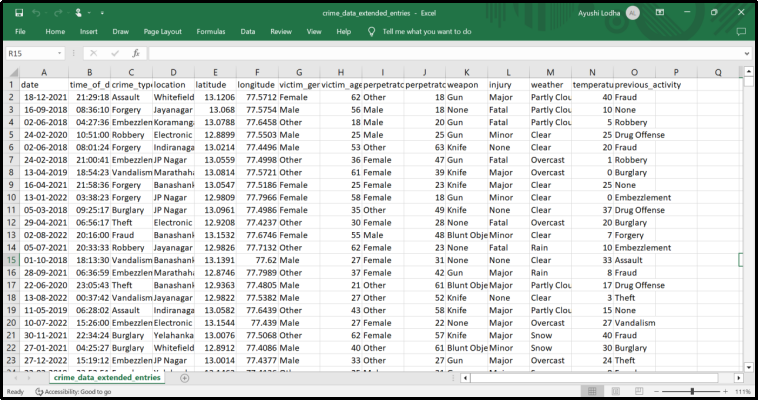 crime_data_extended_entries - Excel
Ayushi Lodha AL
File Home Insert Draw Page Layout Formulas Data Review View Help Tell me what you want to do
R15 fx
A B C D E F G H I J K L M N O P Q R
1 date time_of_d crime_type location latitude longitude victim_ger victim_age perpetrato perpetrato weapon injury weather temperatu previous_activity
2 18-12-2021 21:29:18 Assault Whitefield 13.1206 77.5712 Female 62 Other 18 Gun Major Partly Clou 40 Fraud
3 16-09-2018 08:36:10 Forgery Jayanagar 13.068 77.5754 Male 56 Male 18 None Fatal Partly Clou 10 None
4 02-06-2018 04:27:36 Embezzlen Koramanga 13.0788 77.6458 Other 18 Male 20 Gun Fatal Partly Clou 5 Robbery
5 24-02-2020 10:51:00 Robbery Electronic 12.8899 77.5503 Male 25 Male 25 Gun Minor Clear 25 Drug Offense
6 02-06-2018 08:01:24 Forgery Indiranaga 13.0214 77.4496 Male 53 Other 63 Knife None Clear 20 Fraud
7 24-02-2018 21:00:41 Embezzlen JP Nagar 13.0559 77.4998 Other 36 Female 47 Gun Fatal Overcast 1 Robbery
8 13-04-2019 18:54:23 Vandalism Marathaha 13.0814 77.5721 Other 61 Female 39 Knife Major Overcast 0 Burglary
9 16-04-2021 21:58:36 Forgery Banashank 13.0547 77.5186 Female 25 Female 23 Knife Major Clear 25 None
10 13-01-2022 03:38:23 Forgery JP Nagar 12.9809 77.7966 Female 58 Female 18 Gun Minor Clear 0 Embezzlement
11 05-03-2018 09:25:17 Burglary JP Nagar 13.0961 77.4986 Female 35 Other 49 Knife None Clear 37 Drug Offense
12 29-04-2021 06:56:17 Theft Electronic 12.9208 77.4237 Other 30 Female 28 None Fatal Overcast 20 Burglary
13 02-08-2022 20:16:00 Fraud Banashank 13.1532 77.6746 Female 55 Male 48 Blunt Obje Minor Clear 7 Forgery
14 05-07-2021 20:33:33 Robbery Jayanagar 12.9826 77.7132 Other 62 Female 23 None Fatal Rain 10 Embezzlement
15 01-10-2018 18:13:30 Vandalism Banashank 13.1391 77.62 Male 27 Female 31 None None Clear 33 Assault
16 28-09-2021 06:36:59 Embezzlen Marathaha 12.8746 77.7989 Other 37 Female 42 Gun Major Rain 8 Fraud
17 22-06-2020 23:05:43 Theft Banashank 12.9363 77.4805 Male 21 Other 61 Blunt Obje Major Partly Clou 17 Drug Offense
18 13-08-2022 00:37:42 Vandalism Jayanagar 12.9822 77.5382 Male 27 Other 52 Knife None Clear 3 Theft
19 11-05-2019 06:28:02 Assault Indiranaga 13.0582 77.6439 Other 43 Other 56 Knife Major Partly Clou 15 None
20 10-07-2022 15:26:00 Embezzlen Electronic 13.1544 77.439 Male 27 Female 22 None Major Overcast 27 Vandalism
21 30-11-2021 22:34:24 Burglary Yelahanka 13.0076 77.5068 Other 62 Female 57 Knife Major Snow 40 Fraud
22 27-01-2021 04:25:27 Burglary Whitefield 12.8912 77.4086 Male 40 Other 61 Blunt Obje Minor Snow 30 Burglary
23 27-12-2022 15:19:12 Embezzlen JP Nagar 13.0014 77.4377 Male 33 Other 27 Gun Major Overcast 24 Theft
crime_data_extended_entries
Ready Accessibility: Good to go 111%